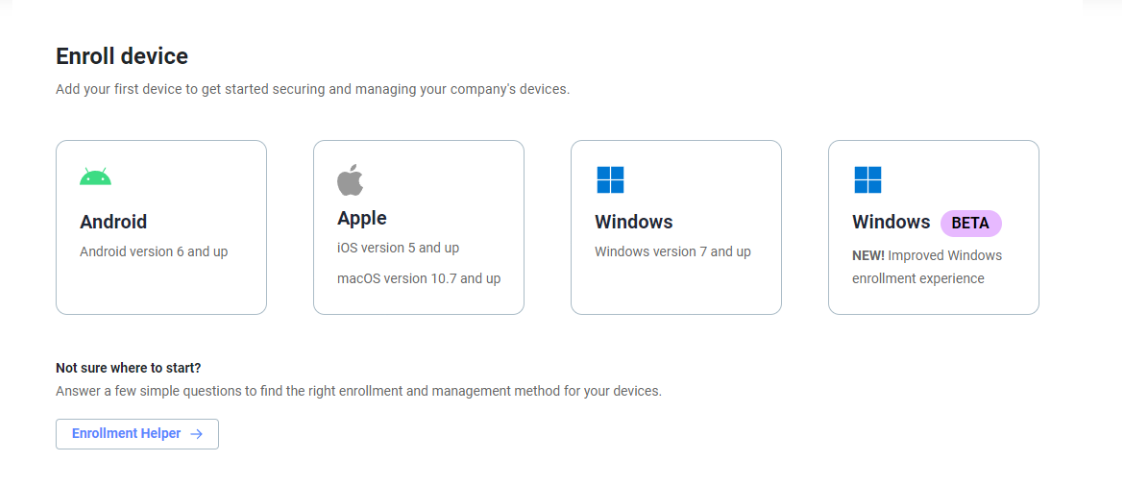 Enroll device
Add your first device to get started securing and managing your company's devices.
Android
Android version 6 and up
Apple
iOS version 5 and up
macOS version 10.7 and up
Windows
Windows version 7 and up
Windows BETA
NEW! Improved Windows
enrollment experience
Not sure where to start?
Answer a few simple questions to find the right enrollment and management method for your devices.
Enrollment Helper →